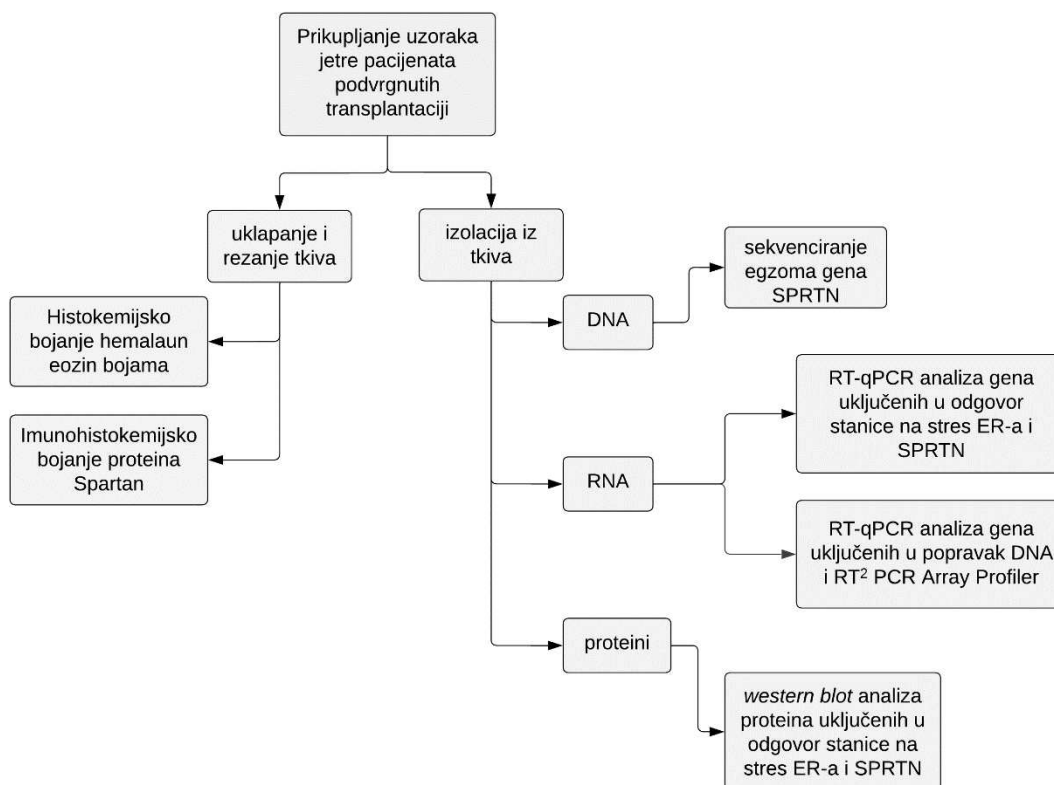 Prikupljanje uzoraka
jetre pacijenata
podvrgnutih
transplantaciji
uklapanje i
rezanje tkiva
izolacija iz
tkiva
Histokemijsko
bojanje hemalaun
eozin bojama
Imunohistokemijsko
bojanje proteina
Spartan
DNA
sekvenciranje
egzoma gena
SPRTN
RNA
RT-qPCR analiza gena
uključenih u odgovor
stanice na stres ER-a i
SPRTN
RT-qPCR analiza gena
uključenih u popravak DNA
i RT² PCR Array Profiler
proteini
western blot analiza
proteina uključenih u
odgovor stanice na
stres ER-a i SPRTN